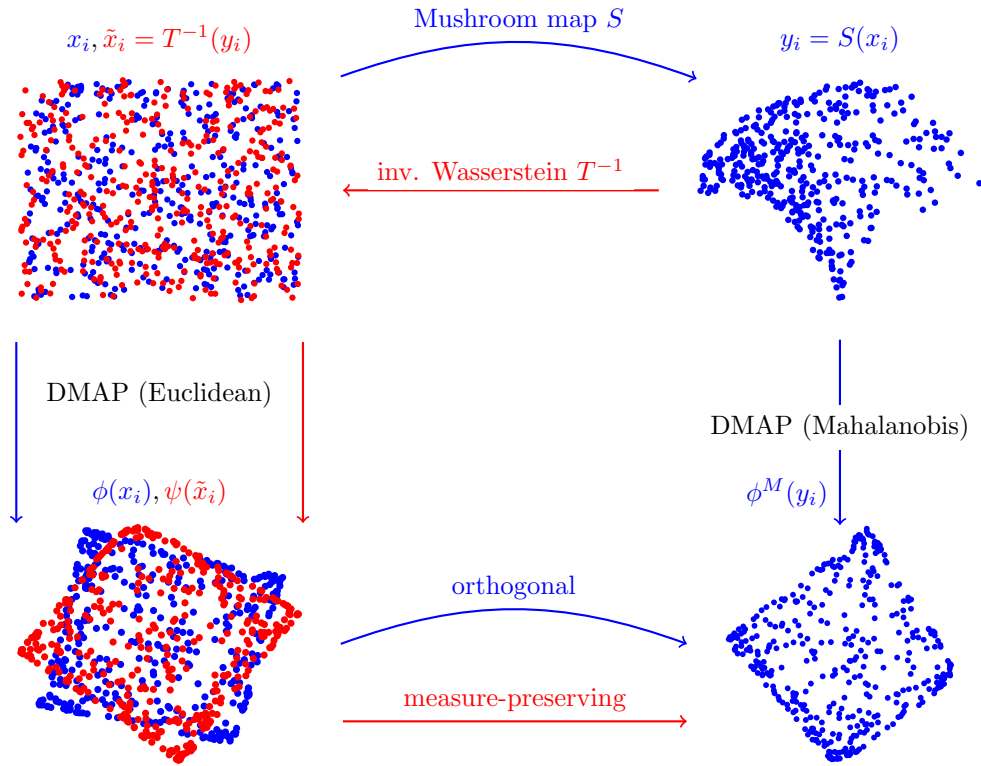 Mushroom map S
x_i, x̃_i = T^{-1}(y_i)
y_i = S(x_i)
inv. Wasserstein T^{-1}
DMAP (Euclidean)
DMAP (Mahalanobis)
ϕ(x_i), ψ(x̃_i)
ϕ^M(y_i)
orthogonal
measure-preserving